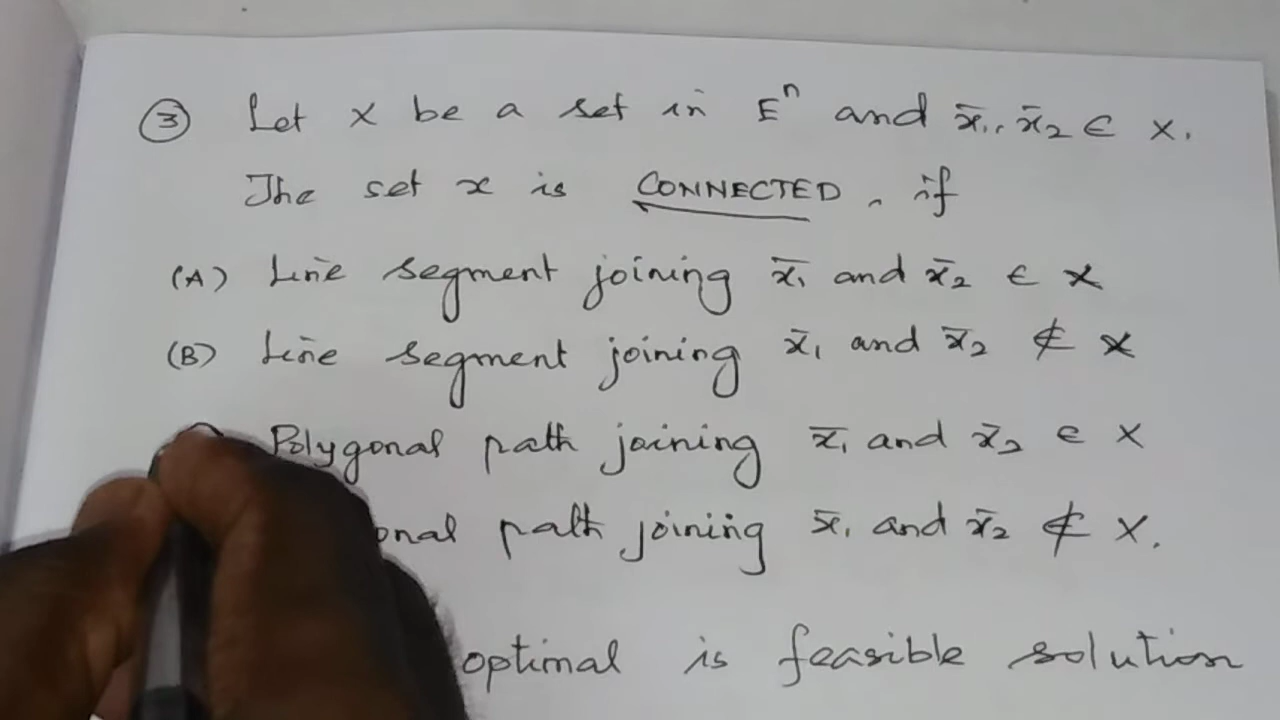 ③ Let X be a set in Eⁿ and x̄₁, x̄₂ ∈ X.
The set x is CONNECTED, if
(A) Line segment joining x̄₁ and x̄₂ ∈ X
(B) Line segment joining x̄₁ and x̄₂ ∉ X
Polygonal path joining x̄₁ and x̄₂ ∈ X
onal path joining x̄₁ and x̄₂ ∉ X.
optimal is feasible solution